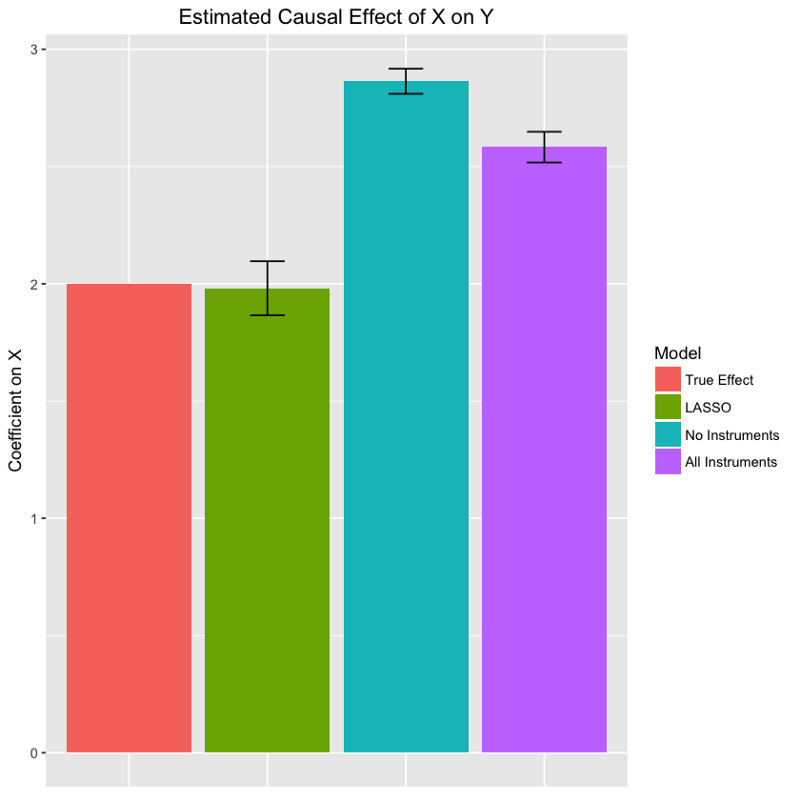 Estimated Causal Effect of X on Y
Coefficient on X
3
2
1
0
Model
True Effect
LASSO
No Instruments
All Instruments